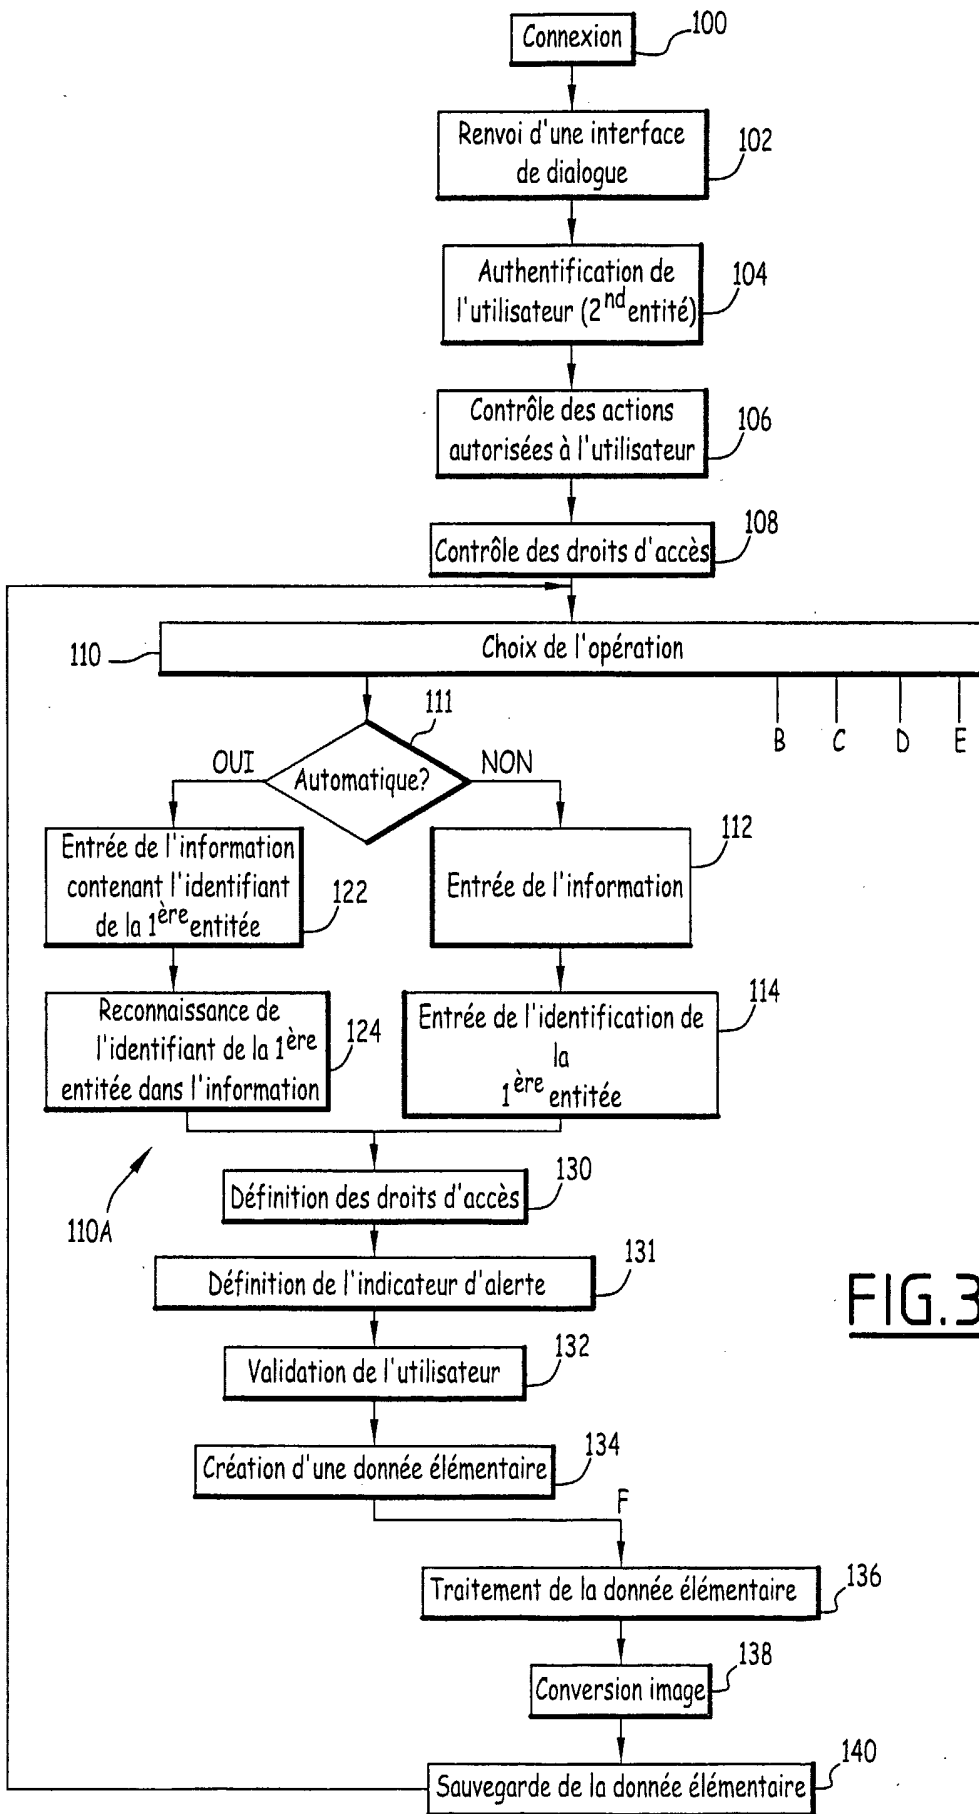 Connexion
100
Renvoi d'une interface
de dialogue
102
Authentification de
l'utilisateur (2nd entité)
104
Contrôle des actions
autorisées à l'utilisateur
106
Contrôle des droits d'accès
108
110
Choix de l'opération
B C D E
111
OUI
Automatique?
NON
Entrée de l'information
contenant l'identifiant
de la 1ère entitée
122
Entrée de l'information
112
Reconnaissance de
l'identifiant de la 1ère
entitée dans l'information
124
Entrée de l'identification de
la
1ère entitée
114
110A
Définition des droits d'accès
130
Définition de l'indicateur d'alerte
131
FIG.3
Validation de l'utilisateur
132
Création d'une donnée élémentaire
134
F
Traitement de la donnée élémentaire
136
Conversion image
138
Sauvegarde de la donnée élémentaire
140